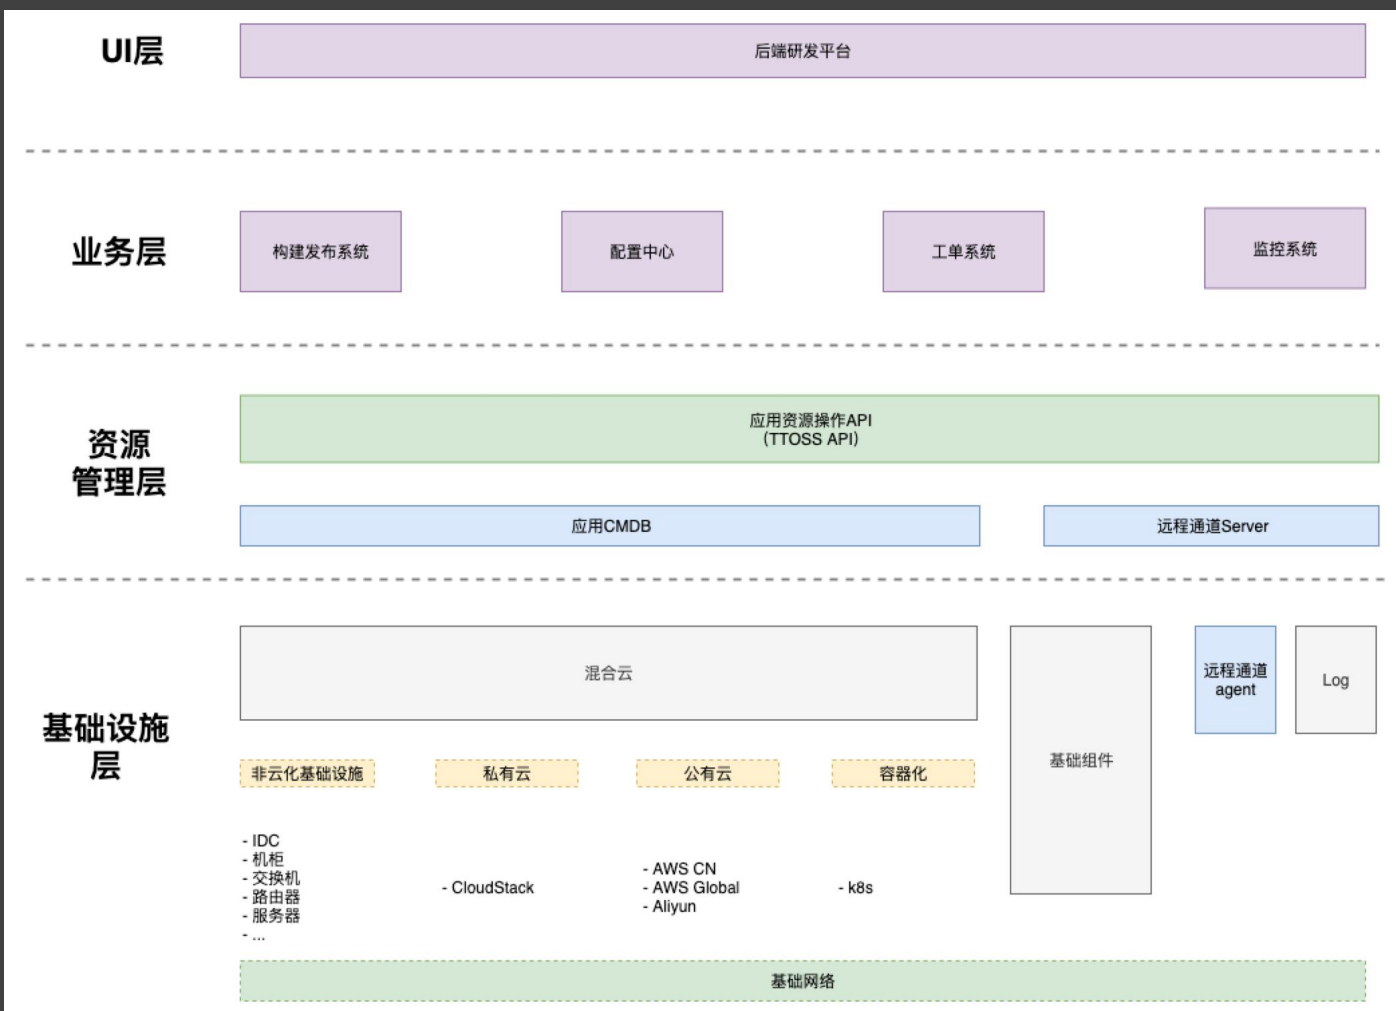 UI层
后端研发平台
业务层
构建发布系统
配置中心
工单系统
监控系统
资源
管理层
应用资源操作API
（TTOSS API）
应用CMDB
远程通道Server
基础设施
层
混合云
基础组件
远程通道
agent
Log
非云化基础设施
私有云
公有云
容器化
- IDC
- 机柜
- 交换机
- 路由器
- 服务器
- ...
- CloudStack
- AWS CN
- AWS Global
- Aliyun
- k8s
基础网络